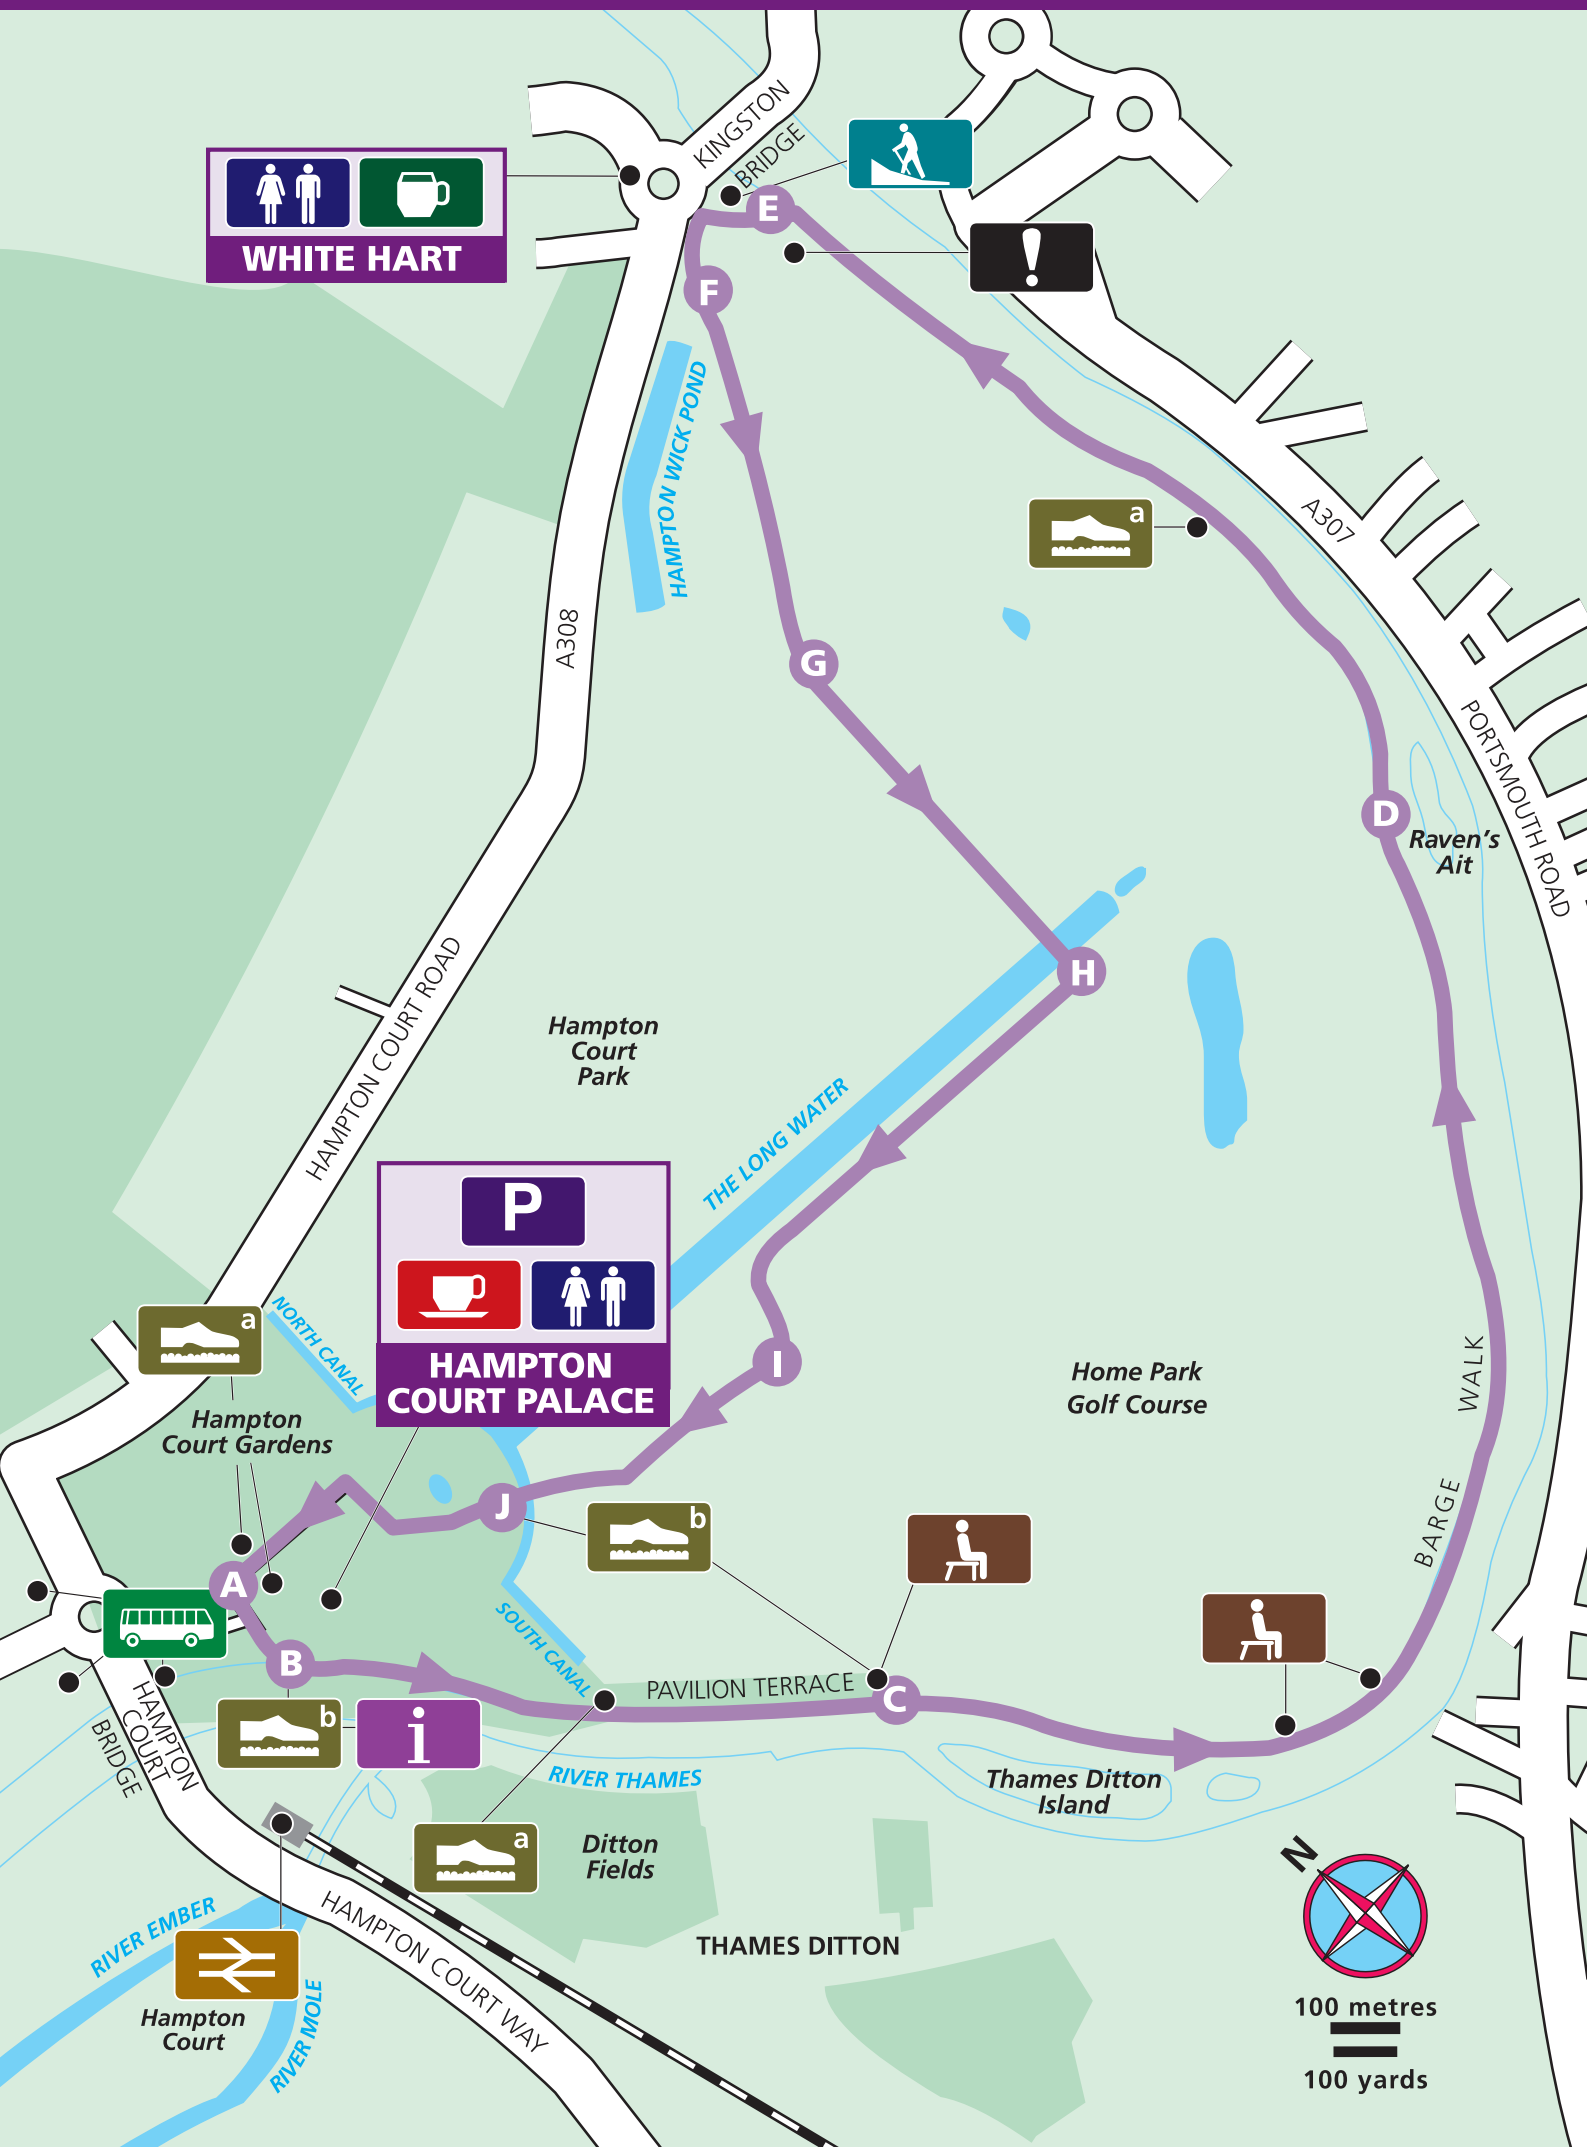 KINGSTON
BRIDGE
WHITE HART
E
!
F
HAMPTON WICK POND
a
A307
A308
G
PORTSMOUTH ROAD
D
Raven's
Ait
H
HAMPTON COURT ROAD
Hampton
Court
Park
THE LONG WATER
P
HAMPTON
COURT PALACE
NORTH CANAL
a
I
Home Park
Golf Course
WALK
BARGE
Hampton
Court Gardens
J
b
A
SOUTH CANAL
B
PAVILION TERRACE
C
HAMPTON
COURT
BRIDGE
b
i
RIVER THAMES
Thames Ditton
Island
a
Ditton
Fields
N
RIVER EMBER
HAMPTON COURT WAY
THAMES DITTON
Hampton
Court
RIVER MOLE
100 metres
100 yards